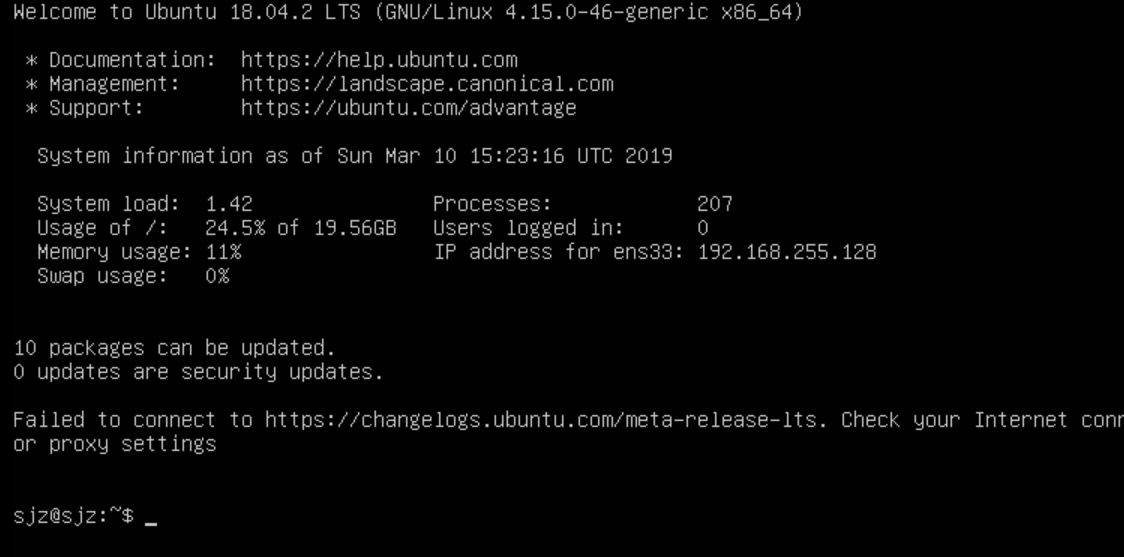 Welcome to Ubuntu 18.04.2 LTS (GNU/Linux 4.15.0-46-generic x86_64)
* Documentation: https://help.ubuntu.com
* Management: https://landscape.canonical.com
* Support: https://ubuntu.com/advantage
System information as of Sun Mar 10 15:23:16 UTC 2019
System load: 1.42 Processes: 207
Usage of /: 24.5% of 19.56GB Users logged in: 0
Memory usage: 11% IP address for ens33: 192.168.255.128
Swap usage: 0%
10 packages can be updated.
0 updates are security updates.
Failed to connect to https://changelogs.ubuntu.com/meta-release-lts. Check your Internet conn
or proxy settings
sjz@sjz:~$ _